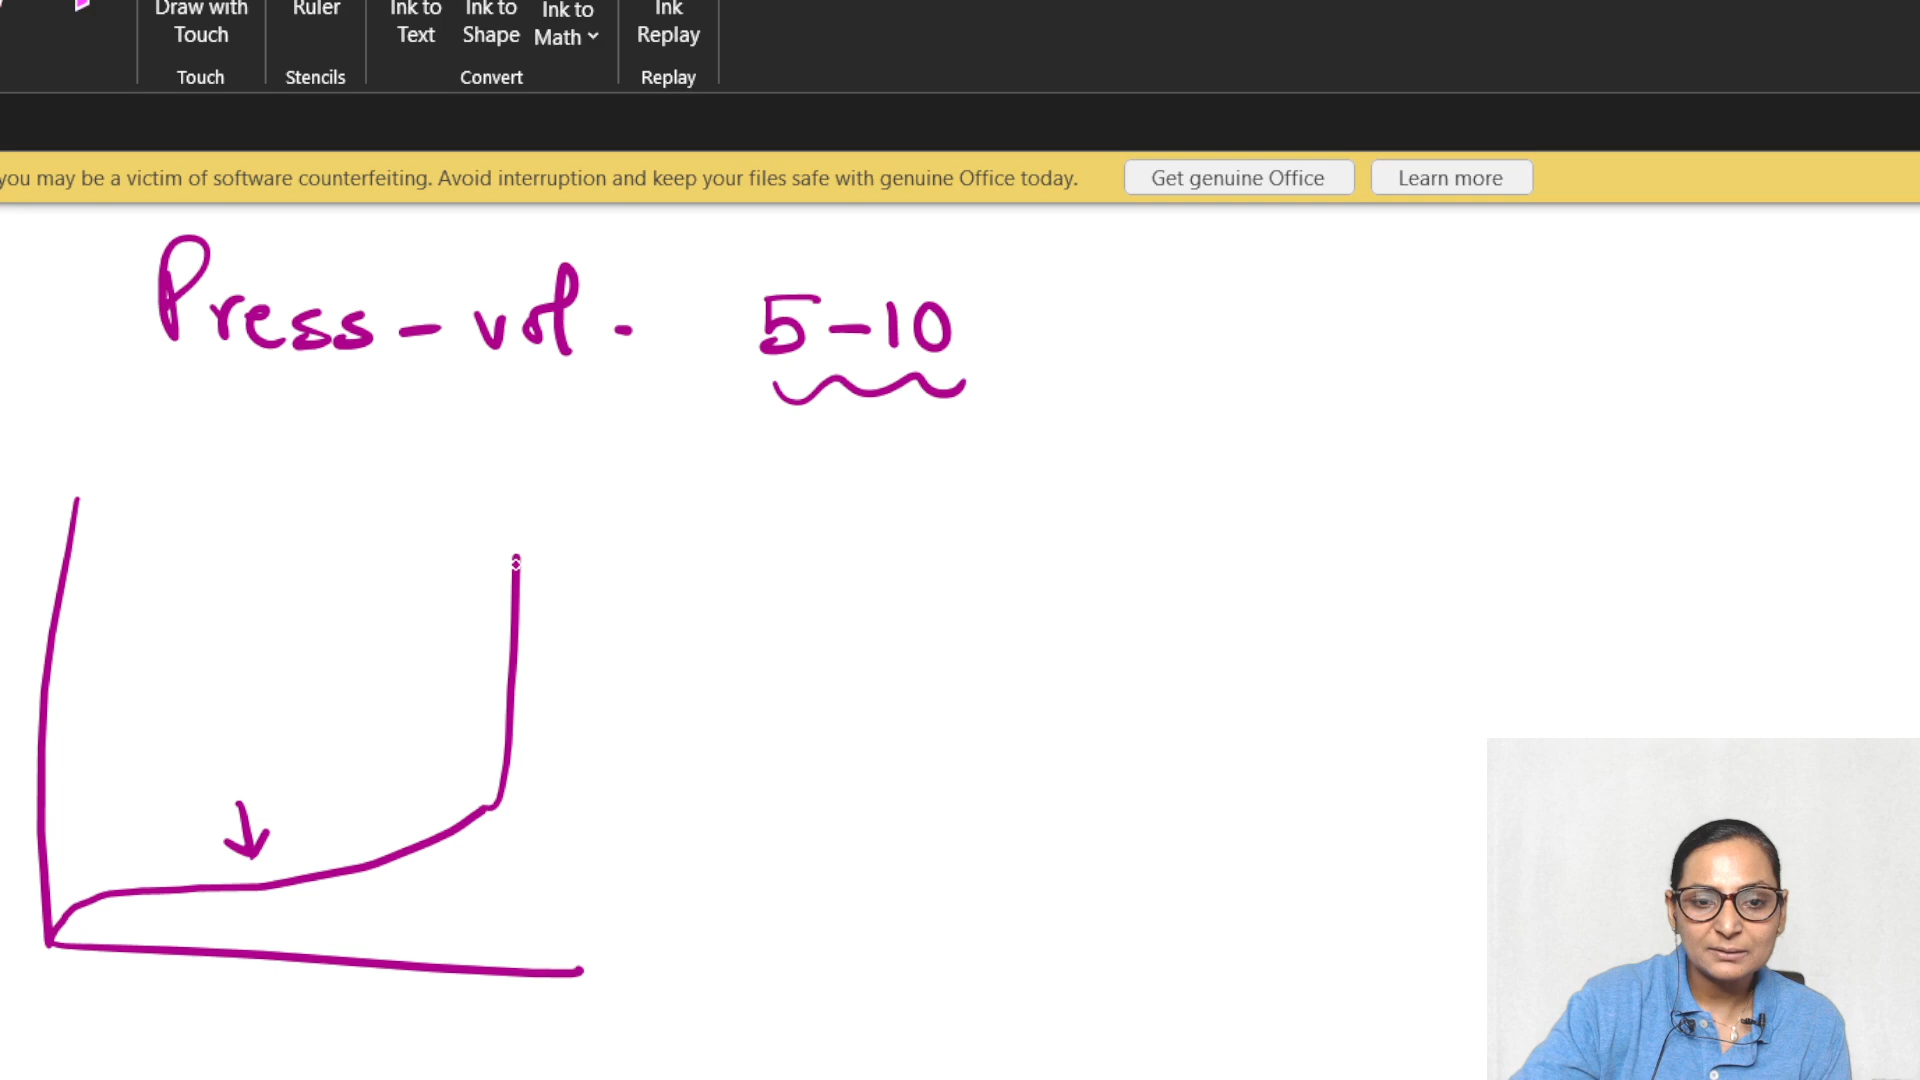 Draw with Touch
Ruler
Ink to Text
Ink to Shape
Ink to Math
Ink Replay
Touch
Stencils
Convert
Replay
you may be a victim of software counterfeiting. Avoid interruption and keep your files safe with genuine Office today.
Get genuine Office
Learn more
Press - vol. 5-10